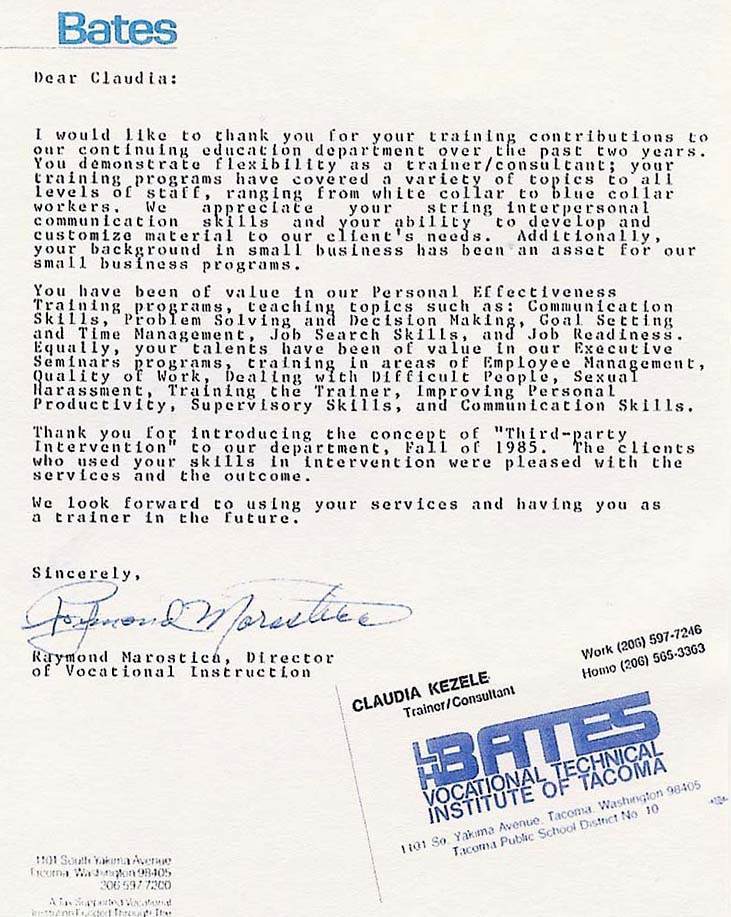 Bates
Dear Claudia:
I would like to thank you for your training contributions to
our continuing education department over the past two years.
You demonstrate flexibility as a trainer/consultant; your
training programs have covered a variety of topics to all
levels of staff, ranging from white collar to blue collar
workers. We appreciate your string interpersonal
communication skills and your ability to develop and
customize material to our client's needs. Additionally,
your background in small business has been an asset for our
small business programs.
You have been of value in our Personal Effectiveness
Training programs, teaching topics such as: Communication
Skills, Problem Solving and Decision Making, Goal Setting
and Time Management, Job Search Skills, and Job Readiness.
Equally, your talents have been of value in our Executive
Seminars programs, training in areas of Employee Management,
Quality of Work, Dealing with Difficult People, Sexual
Harassment, Training the Trainer, Improving Personal
Productivity, Supervisory Skills, and Communication Skills.
Thank you for introducing the concept of "Third-party
Intervention" to our department, Fall of 1985. The clients
who used your skills in intervention were pleased with the
services and the outcome.
We look forward to using your services and having you as
a trainer in the future.
Sincerely,
Raymond Marostica
Raymond Marostica, Director
of Vocational Instruction
CLAUDIA KEZELE
Trainer/Consultant
Work (206) 597-7246
Home (206) 565-3363
LH BATES
VOCATIONAL TECHNICAL
INSTITUTE OF TACOMA
1101 So. Yakima Avenue, Tacoma, Washington 98405
Tacoma Public School District No. 10
1101 South Yakima Avenue
Tacoma, Washington 98405
206 597 7200
A Tax Supported Vocational
Institution Funded Through The